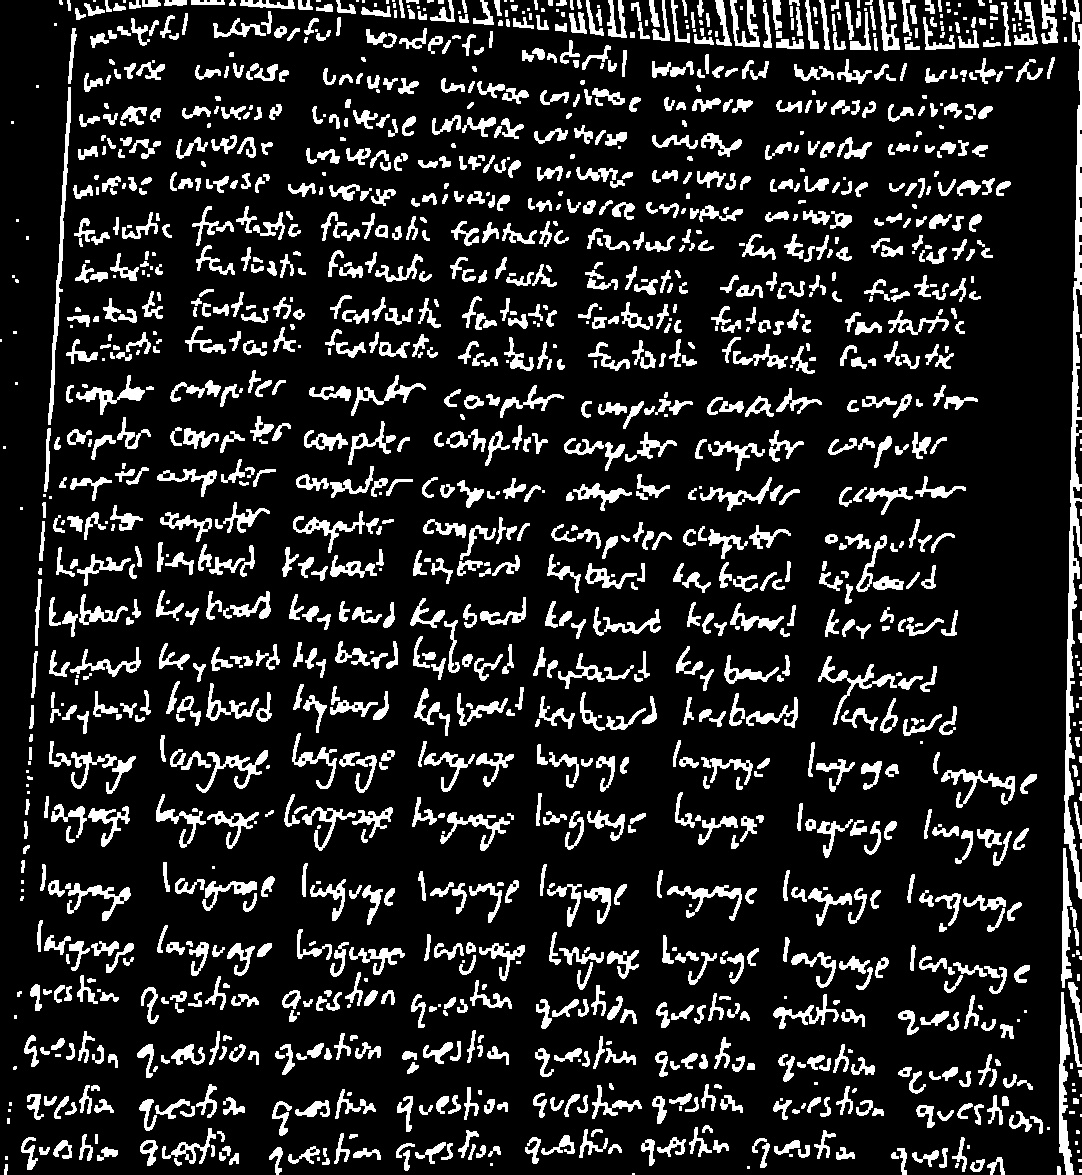 wonderful wonderful wonderful wonderful wonderful wonderful wonderful
universe universe universe universe universe universe universe universe
universe universe universe universe universe universe universe universe
universe universe universe universe universe universe universe universe
universe universe universe universe universe universe universe universe
fantastic fantastic fantastic fantastic fantastic fantastic fantastic
fantastic fantastic fantastic fantastic fantastic fantastic fantastic
fantastic fantastic fantastic fantastic fantastic fantastic fantastic
fantastic fantastic fantastic fantastic fantastic fantastic fantastic
computer computer computer computer computer computer computer
computer computer computer computer computer computer computer
computer computer computer computer computer computer computer
computer computer computer computer computer computer computer
keyboard keyboard keyboard keyboard keyboard keyboard keyboard
keyboard keyboard keyboard keyboard keyboard keyboard keyboard
keyboard keyboard keyboard keyboard keyboard keyboard keyboard
keyboard keyboard keyboard keyboard keyboard keyboard keyboard
language language language language language language language language
language language language language language language language language
language language language language language language language language
language language language language language language language language
question question question question question question question question
question question question question question question question question
question question question question question question question question
question question question question question question question question